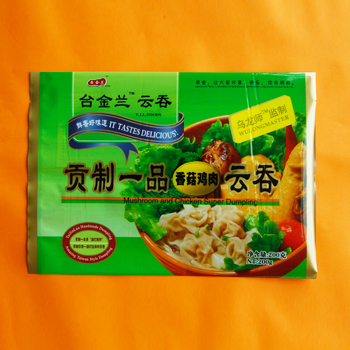 台金兰™云吞
T.J.L.FOODS
鲜香好味道 IT TASTES DELICIOUS!
乌龙师™监制
WULONGMASTER
贡制一品 香菇鸡肉 云吞
Mushroom and Chicken Super Dumpling
净含量:200克
NET:200g